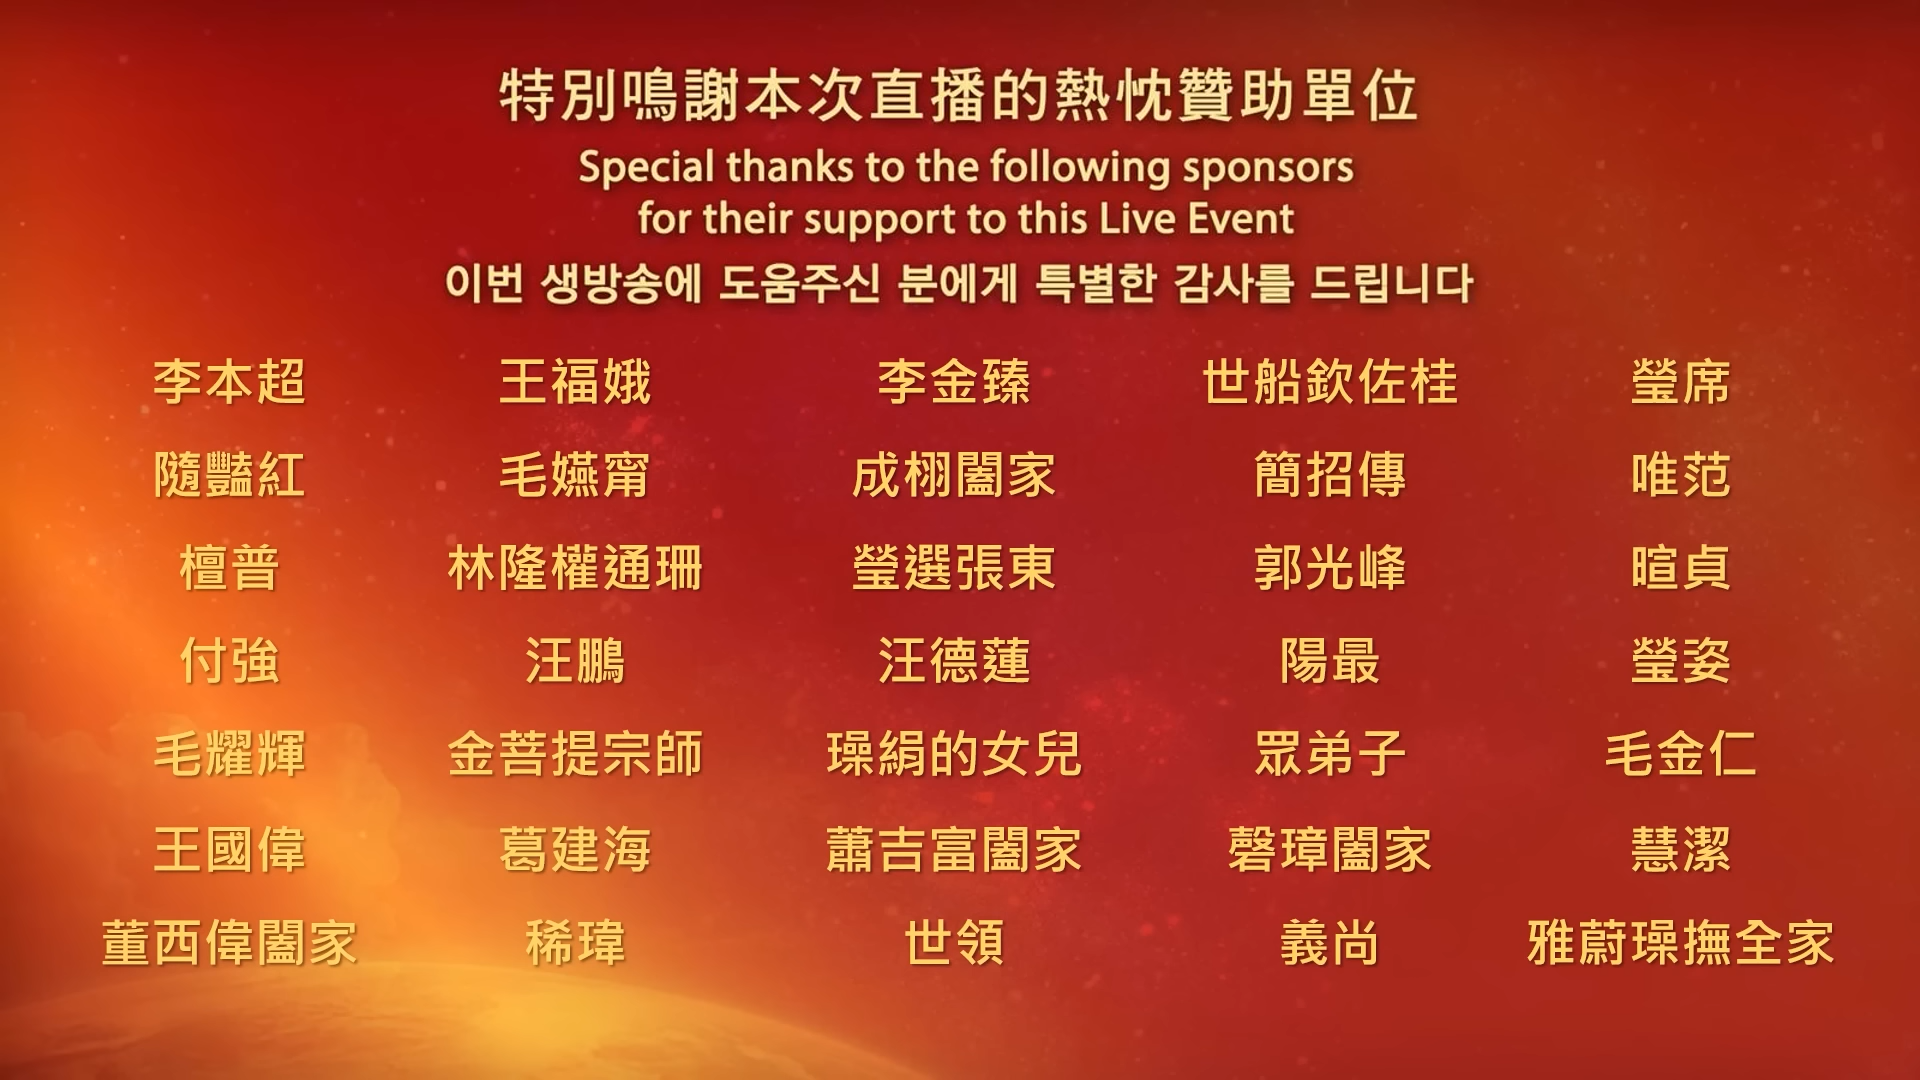 特別鳴謝本次直播的熱忱贊助單位
Special thanks to the following sponsors
for their support to this Live Event
이번 생방송에 도움주신 분에게 특별한 감사를 드립니다
李本超 王福娥 李金臻 世船欽佐桂 瑩席
隨豔紅 毛嬿甯 成栩闔家 簡招傳 唯范
檀普 林隆權通珊 瑩選張東 郭光峰 暄貞
付強 汪鵬 汪德蓮 陽最 瑩姿
毛耀輝 金菩提宗師 璪絹的女兒 眾弟子 毛金仁
王國偉 葛建海 蕭吉富闔家 磬璋闔家 慧潔
董西偉闔家 稀瑋 世領 義尚 雅蔚璪撫全家